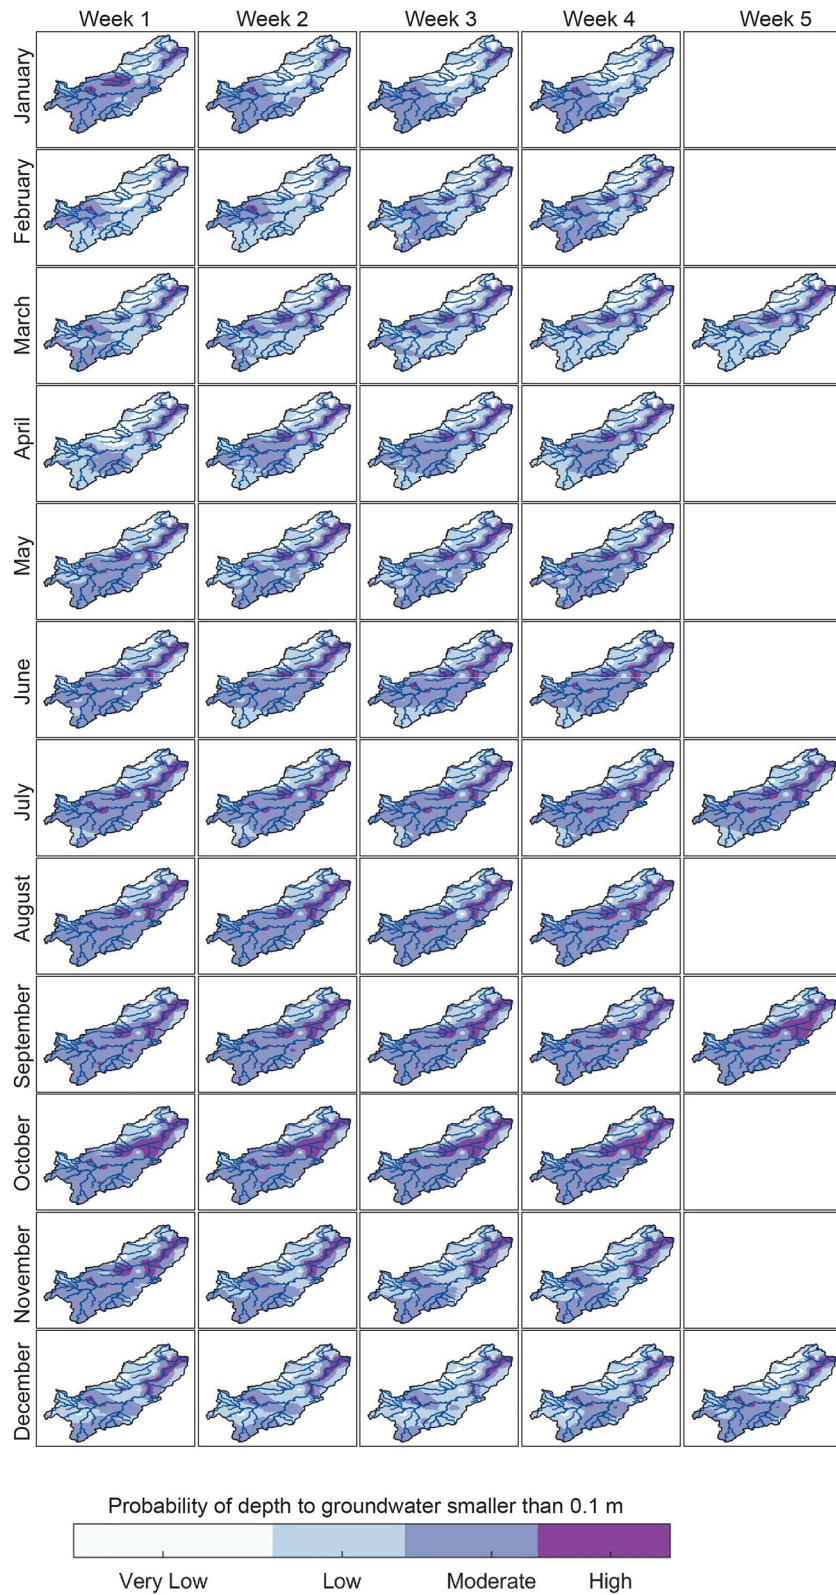 Week 1 Week 2 Week 3 Week 4 Week 5
January
February
March
April
May
June
July
August
September
October
November
December
Probability of depth to groundwater smaller than 0.1 m
Very Low Low Moderate High